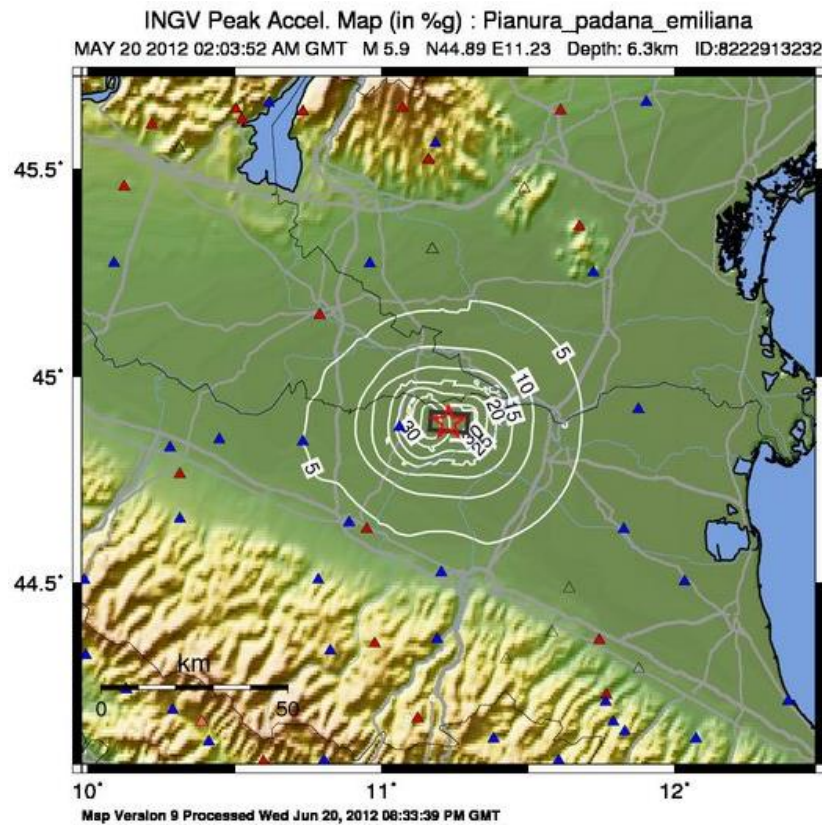 INGV Peak Accel. Map (in %g) : Pianura_padana_emiliana
MAY 20 2012 02:03:52 AM GMT M 5.9 N44.89 E11.23 Depth: 6.3km ID:8222913232
45.5°
5
45°
10
15
20
30
5
44.5°
km
0 50
10° 11° 12°
Map Version 9 Processed Wed Jun 20, 2012 08:33:39 PM GMT